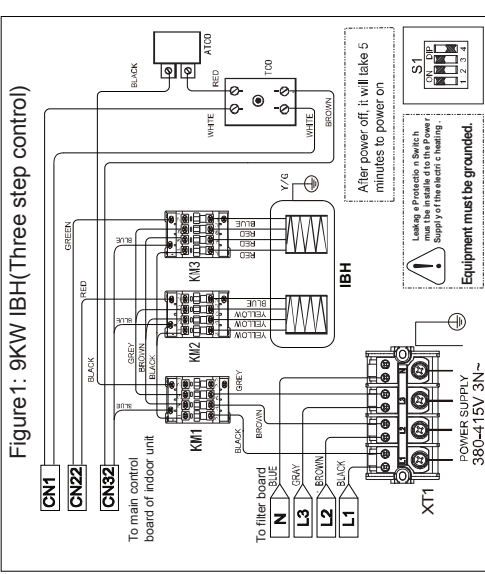 Figure1: 9KW IBH(Three step control)
CN1
CN22
CN32
To main control
board of indoor unit
BLACK
ATCO
RED
TCO
WHITE
WHITE
BROWN
GREEN
RED
BLACK
BLUE
BLUE
BLUE
GREY
BROWN
BLACK
KM1
KM2
KM3
BLUE
YELLOW
YELLOW
YELLOW
BLUE
RED
RED
RED
Y/G
IBH
GREY
BLACK
BROWN
To filter board
N
L3
L2
L1
BLUE
GRAY
BROWN
BLACK
XT1
L1
L2
L3
N
POWER SUPPLY
380-415V 3N~
After power off, it will take 5
minutes to power on
!
Leakage Protection Switch
must be installed to the Power
Supply of the electric heating.
Equipment must be grounded.
S1
ON DIP
1 2 3 4